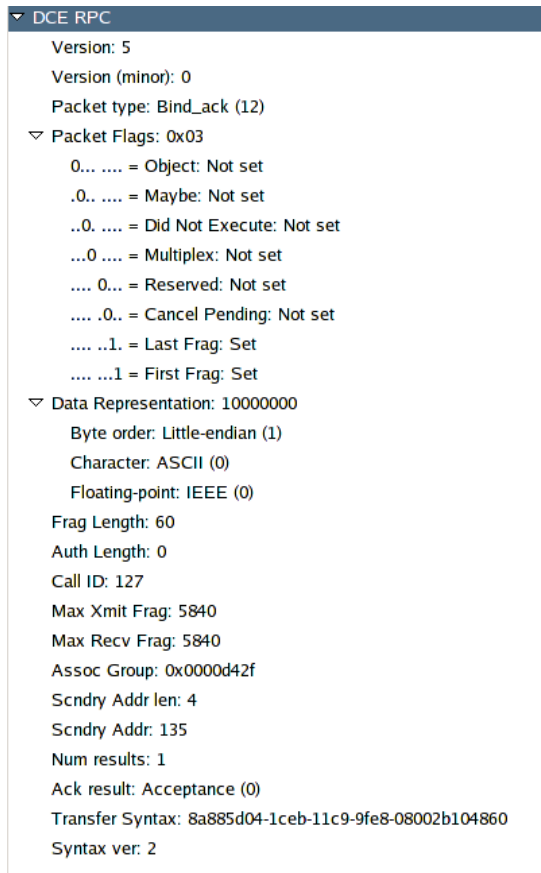 DCE RPC
Version: 5
Version (minor): 0
Packet type: Bind_ack (12)
Packet Flags: 0x03
0... .... = Object: Not set
.0.. .... = Maybe: Not set
..0. .... = Did Not Execute: Not set
...0 .... = Multiplex: Not set
.... 0... = Reserved: Not set
.... .0.. = Cancel Pending: Not set
.... ..1. = Last Frag: Set
.... ...1 = First Frag: Set
Data Representation: 10000000
Byte order: Little-endian (1)
Character: ASCII (0)
Floating-point: IEEE (0)
Frag Length: 60
Auth Length: 0
Call ID: 127
Max Xmit Frag: 5840
Max Recv Frag: 5840
Assoc Group: 0x0000d42f
Scndry Addr len: 4
Scndry Addr: 135
Num results: 1
Ack result: Acceptance (0)
Transfer Syntax: 8a885d04-1ceb-11c9-9fe8-08002b104860
Syntax ver: 2